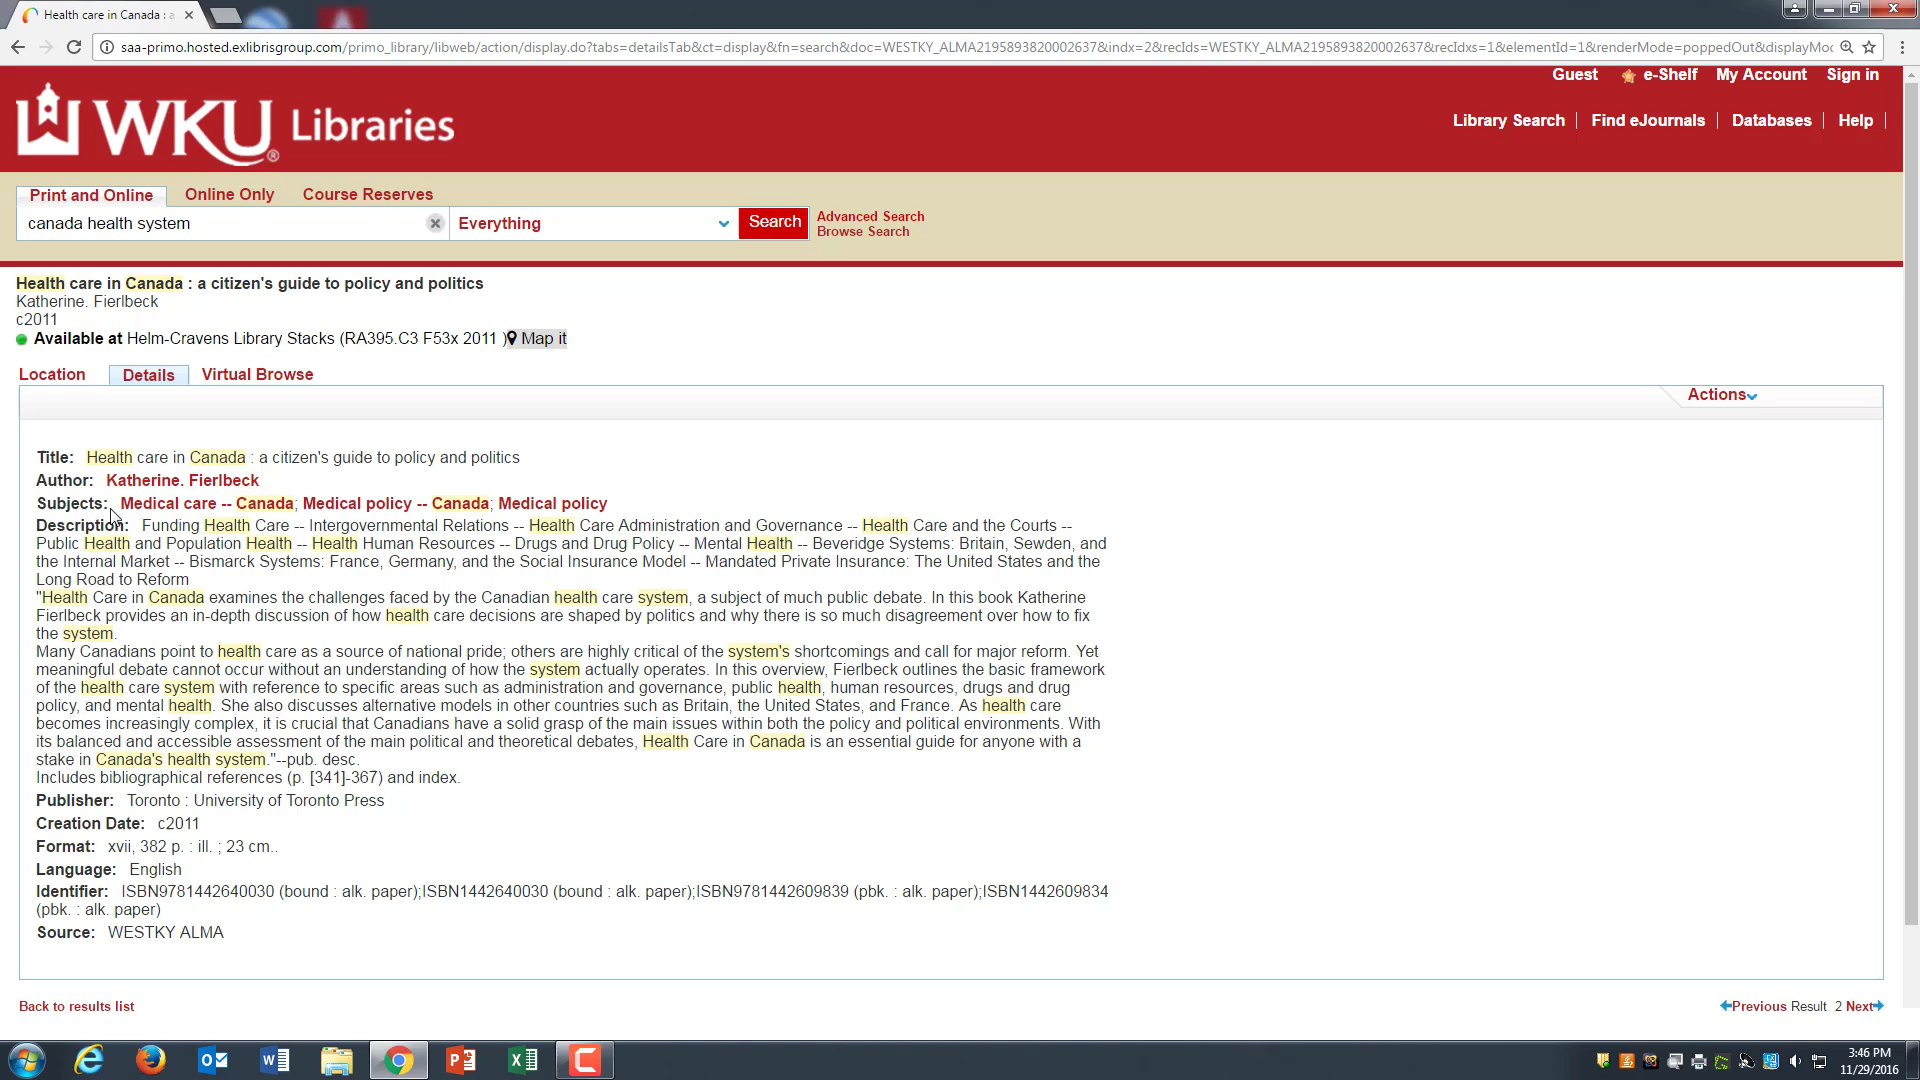 Health care in Canada : a
saa-primo.hosted.exlibrisgroup.com/primo_library/libweb/action/display.do?tabs=detailsTab&ct=display&fn=search&doc=WESTKY_ALMA2195893820002637&indx=2&recIds=WESTKY_ALMA2195893820002637&recIdxs=1&elementId=1&renderMode=poppedOut&displayMod
Guest e-Shelf My Account Sign in
WKU® Libraries
Library Search Find eJournals Databases Help
Print and Online Online Only Course Reserves
canada health system Everything Search Advanced Search
Browse Search
Health care in Canada : a citizen's guide to policy and politics
Katherine. Fierlbeck
c2011
Available at Helm-Cravens Library Stacks (RA395.C3 F53x 2011 ) Map it
Location Details Virtual Browse
Actions
Title: Health care in Canada : a citizen's guide to policy and politics
Author: Katherine. Fierlbeck
Subjects: Medical care -- Canada; Medical policy -- Canada; Medical policy
Description: Funding Health Care -- Intergovernmental Relations -- Health Care Administration and Governance -- Health Care and the Courts --
Public Health and Population Health -- Health Human Resources -- Drugs and Drug Policy -- Mental Health -- Beveridge Systems: Britain, Sewden, and
the Internal Market -- Bismarck Systems: France, Germany, and the Social Insurance Model -- Mandated Private Insurance: The United States and the
Long Road to Reform
"Health Care in Canada examines the challenges faced by the Canadian health care system, a subject of much public debate. In this book Katherine
Fierlbeck provides an in-depth discussion of how health care decisions are shaped by politics and why there is so much disagreement over how to fix
the system.
Many Canadians point to health care as a source of national pride; others are highly critical of the system's shortcomings and call for major reform. Yet
meaningful debate cannot occur without an understanding of how the system actually operates. In this overview, Fierlbeck outlines the basic framework
of the health care system with reference to specific areas such as administration and governance, public health, human resources, drugs and drug
policy, and mental health. She also discusses alternative models in other countries such as Britain, the United States, and France. As health care
becomes increasingly complex, it is crucial that Canadians have a solid grasp of the main issues within both the policy and political environments. With
its balanced and accessible assessment of the main political and theoretical debates, Health Care in Canada is an essential guide for anyone with a
stake in Canada's health system."--pub. desc.
Includes bibliographical references (p. [341]-367) and index.
Publisher: Toronto : University of Toronto Press
Creation Date: c2011
Format: xvii, 382 p. : ill. ; 23 cm..
Language: English
Identifier: ISBN9781442640030 (bound : alk. paper);ISBN1442640030 (bound : alk. paper);ISBN9781442609839 (pbk. : alk. paper);ISBN1442609834
(pbk. : alk. paper)
Source: WESTKY ALMA
Back to results list
Previous Result 2 Next
3:46 PM
11/29/2016